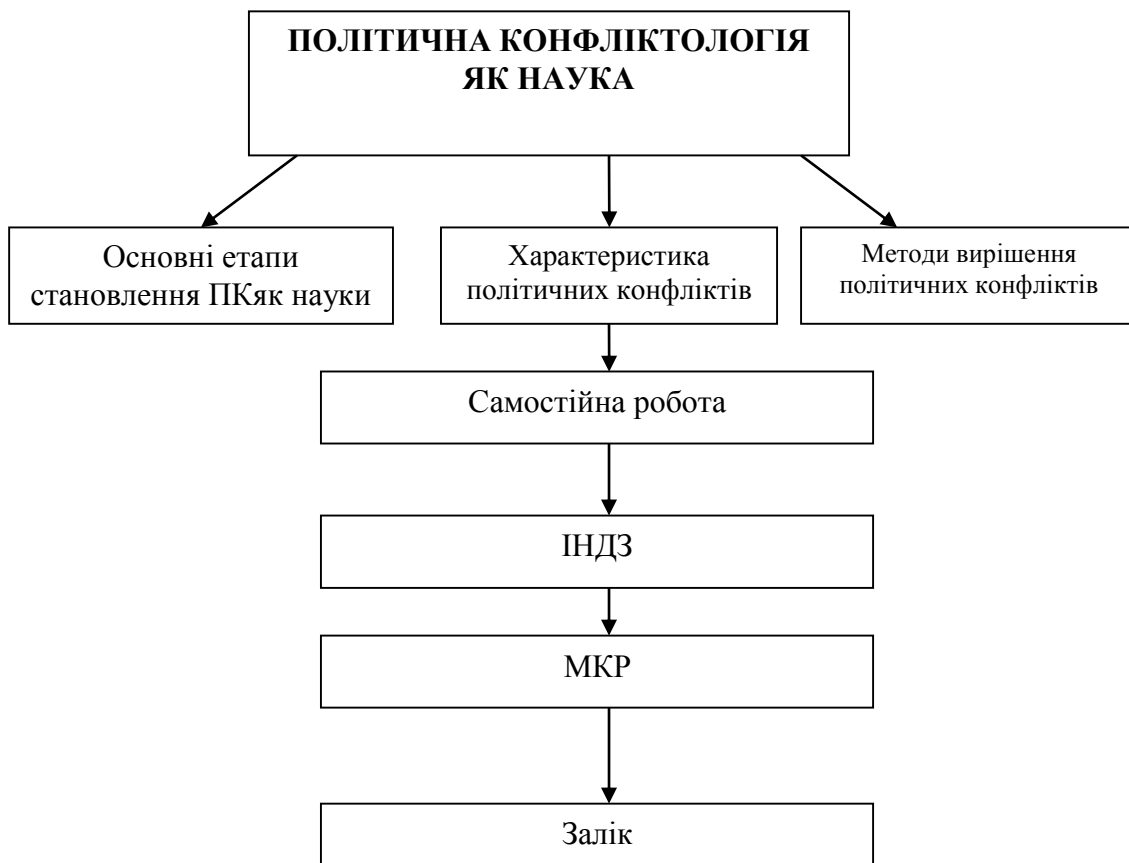 ПОЛІТИЧНА КОНФЛІКТОЛОГІЯ
ЯК НАУКА
Основні етапи
становлення ПКяк науки
Характеристика
політичних конфліктів
Методи вирішення
політичних конфліктів
Самостійна робота
ІНДЗ
МКР
Залік